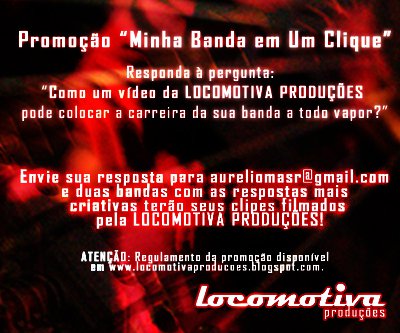 Promoção “Minha Banda em Um Clique”
Responda à pergunta:
“Como um vídeo da LOCOMOTIVA PRODUÇÕES
pode colocar a carreira da sua banda a todo vapor?”
Envie sua resposta para aureliomasr@gmail.com
e duas bandas com as respostas mais
criativas terão seus clipes filmados
pela LOCOMOTIVA PRODUÇÕES!
ATENÇÃO: Regulamento da promoção disponível
em www.locomotivaproducoes.blogspot.com.
locomotiva
produções